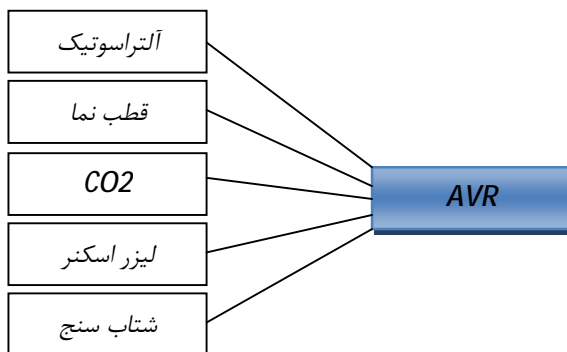 آلتراسوتیک
قطب نما
CO2
AVR
لیزر اسکنر
شتاب سنج